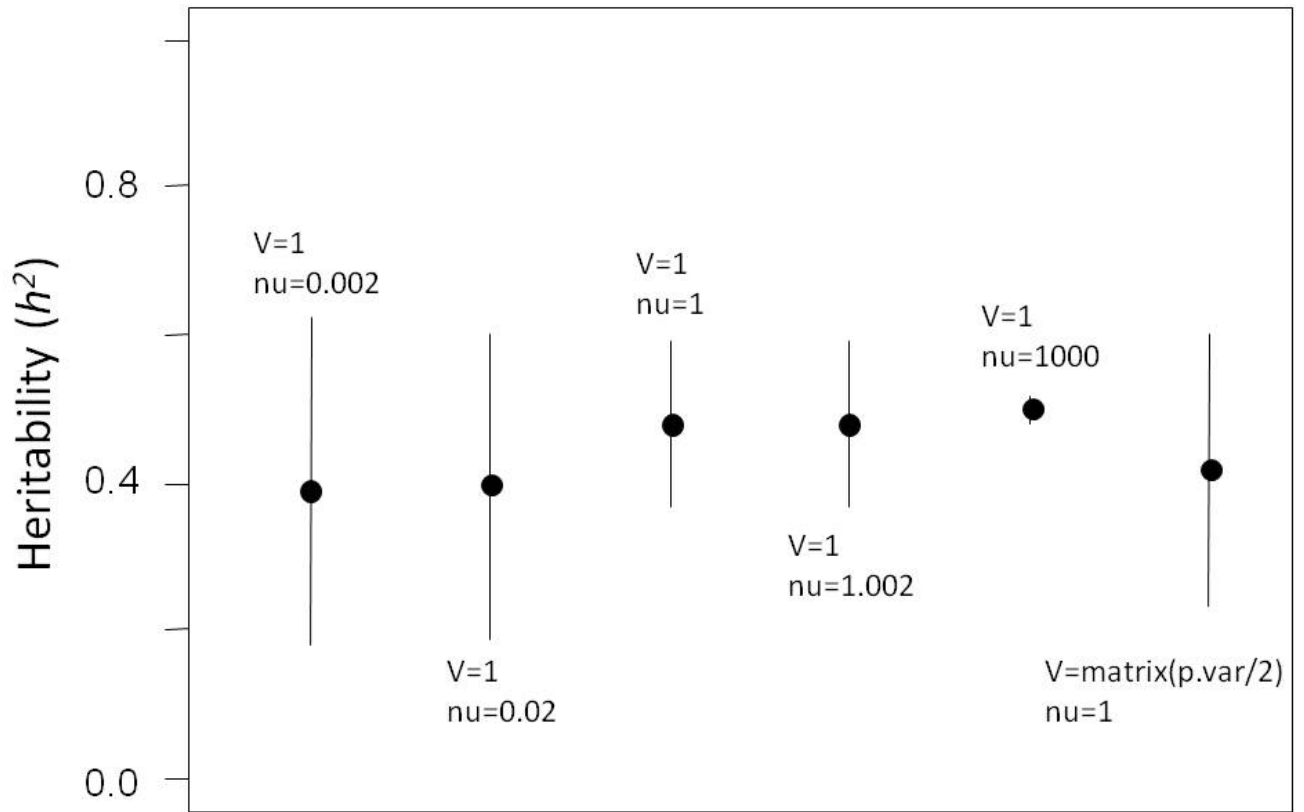 Heritability (h²)
0.8
0.4
0.0
V=1
nu=0.002
V=1
nu=0.02
V=1
nu=1
V=1
nu=1.002
V=1
nu=1000
V=matrix(p.var/2)
nu=1